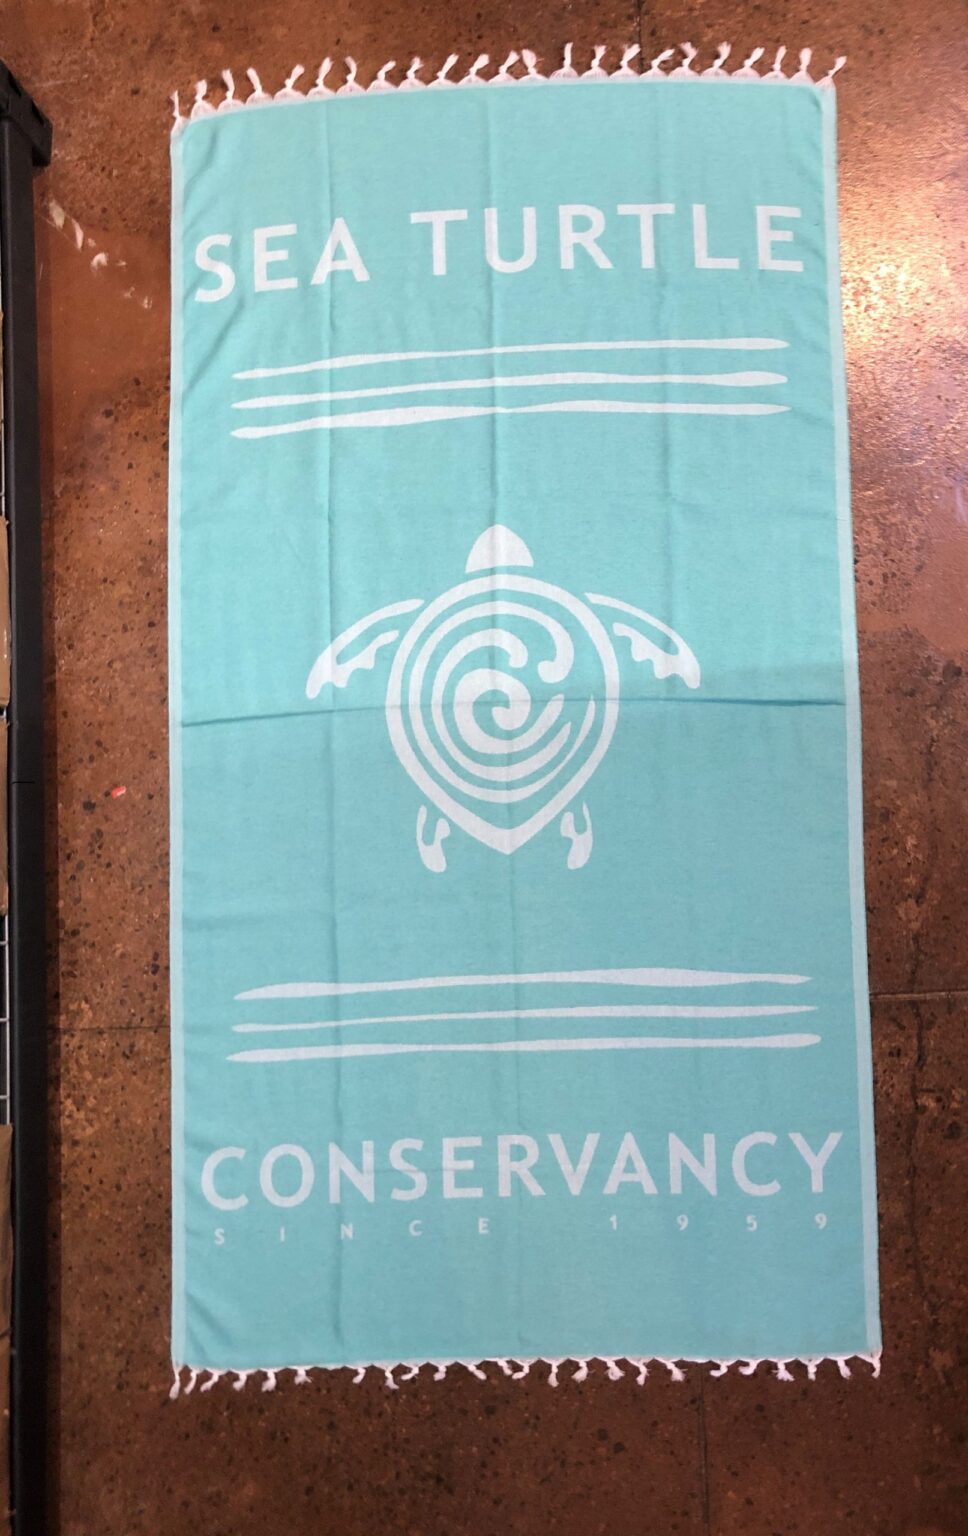 SEA TURTLE
CONSERVANCY
SINCE 1959